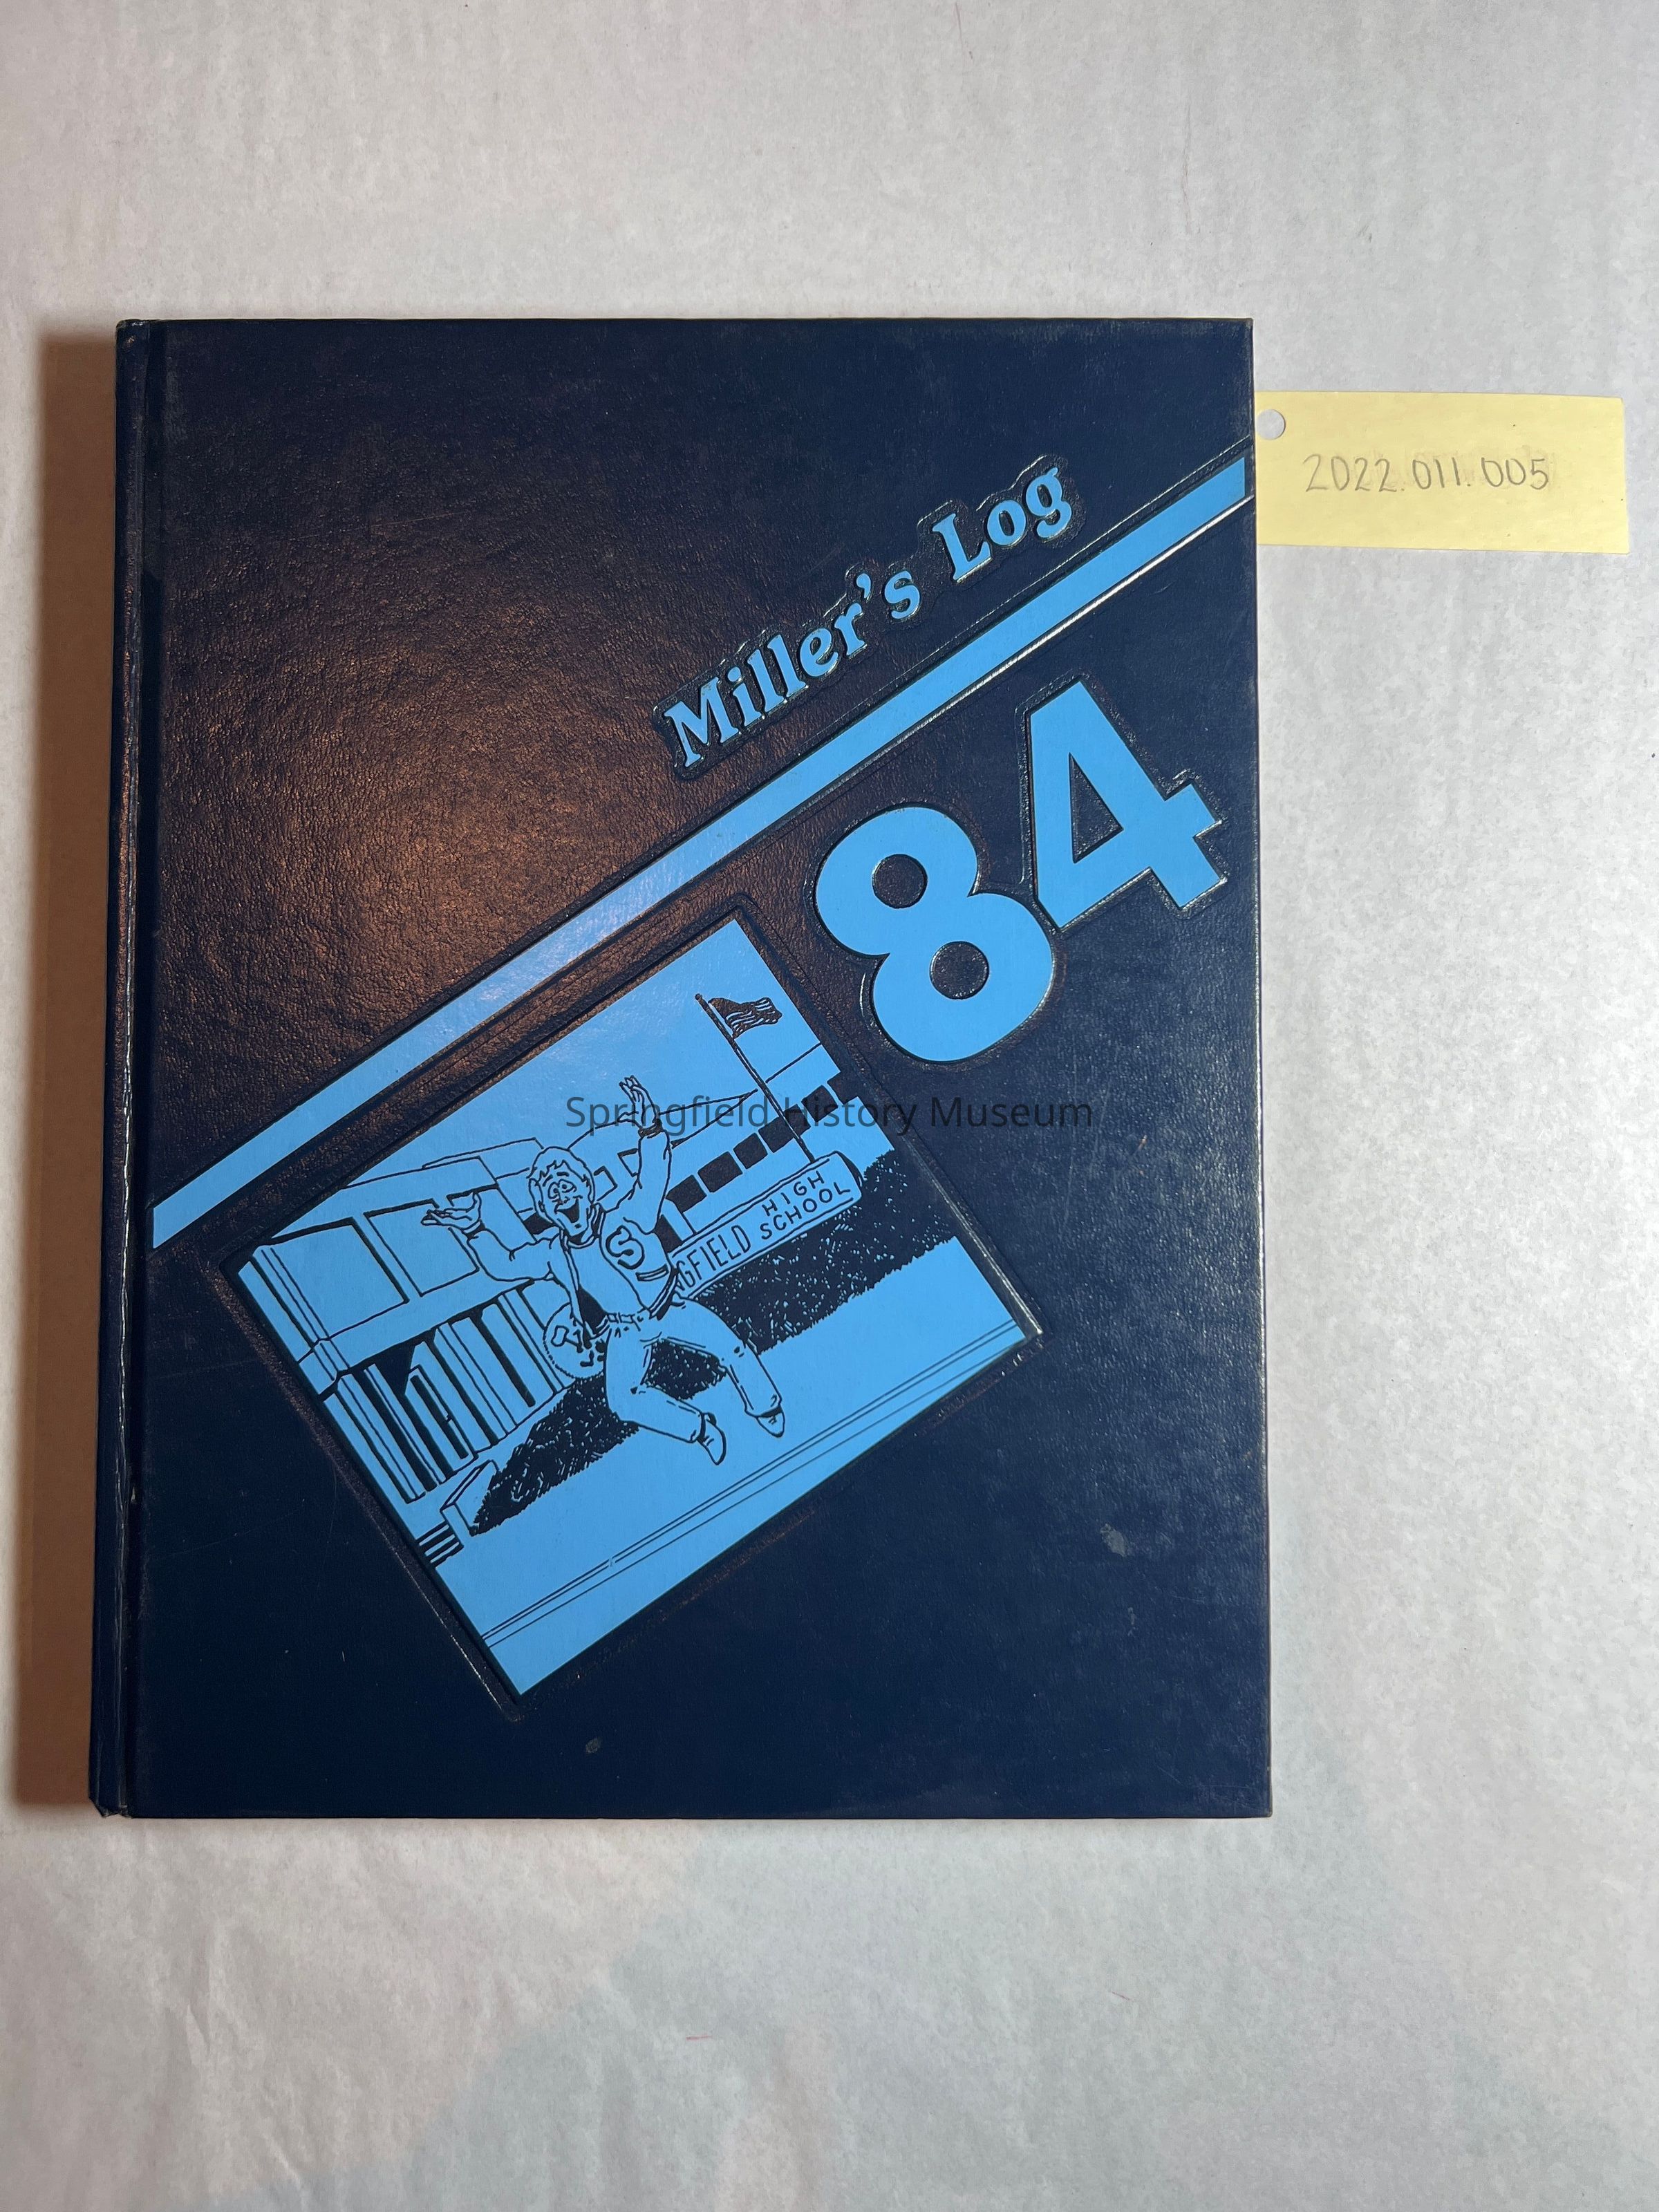 2022.011.005
Miller's Log
84
Springfield History Museum
HIGH
GFIELD SCHOOL
S